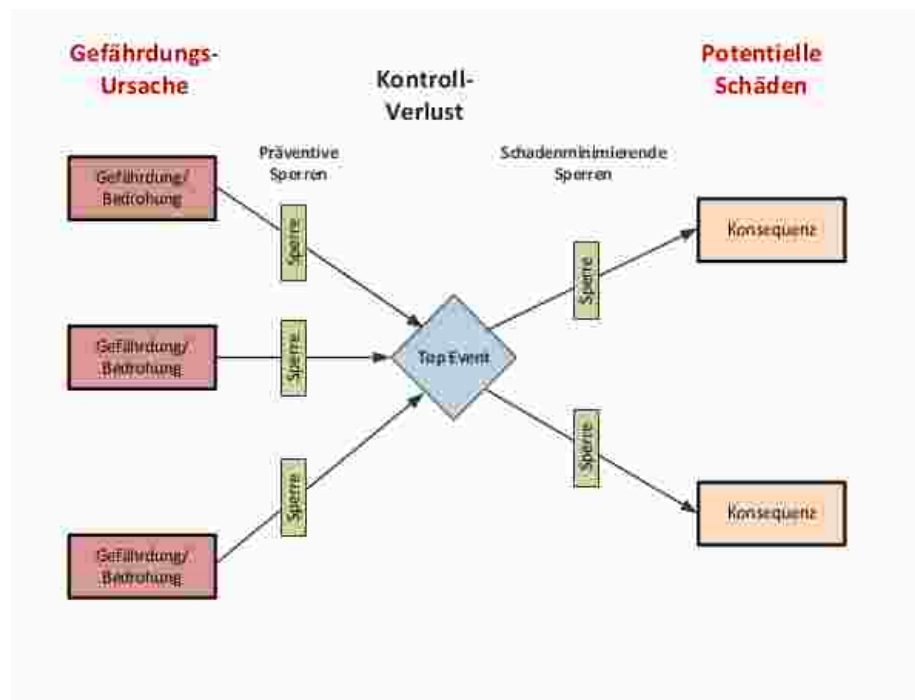 Gefährdungs-
Ursache
Kontroll-
Verlust
Potentielle
Schäden
Präventive
Sperren
Schadenminimierende
Sperren
Gefährdung/
Bedrohung
Sperre
Gefährdung/
Bedrohung
Sperre
Gefährdung/
Bedrohung
Sperre
Top Event
Sperre
Konsequenz
Sperre
Konsequenz